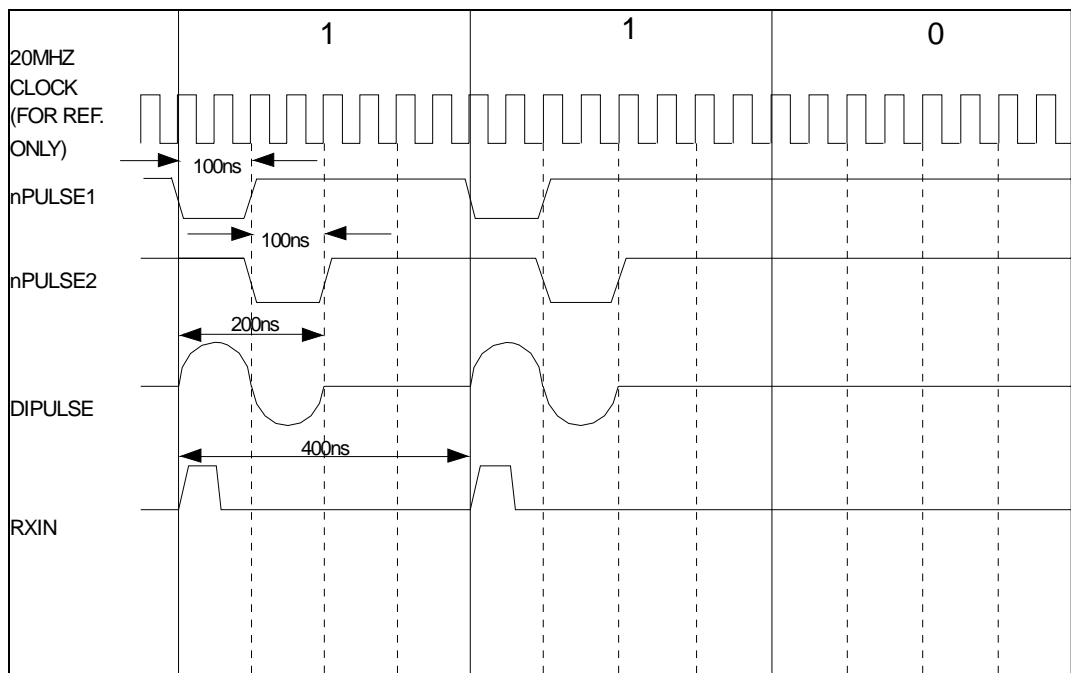 1 1 0
20MHZ
CLOCK
(FOR REF.
ONLY)
100ns
nPULSE1
100ns
nPULSE2
200ns
DIPULSE
400ns
RXIN